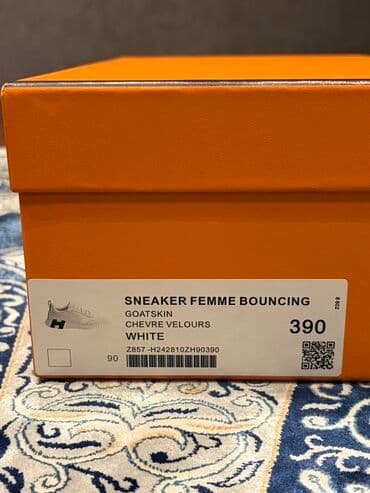 SNEAKER FEMME BOUNCING
GOATSKIN
CHEVRE VELOURS
WHITE
390
90
Z857 -H242810ZH90390
H